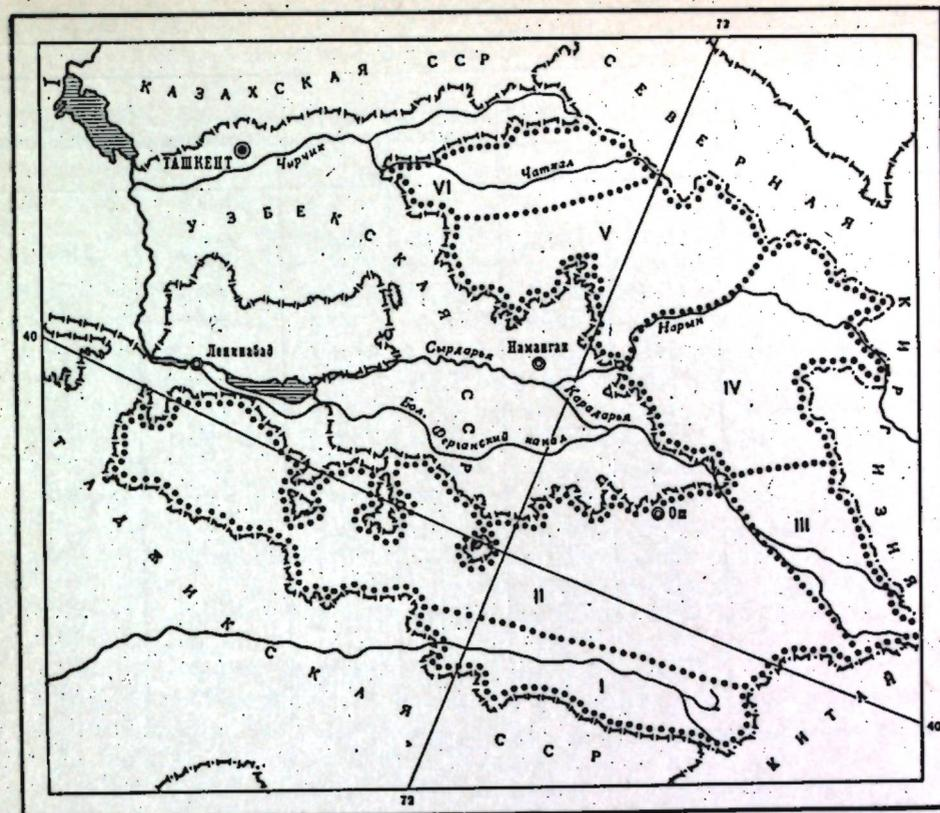 72
КАЗАХСКАЯ ССР
СЕВЕРНАЯ
КИРГИЗИЯ
ТАШКЕНТ
Чирчик
Чаткал
VI
УЗБЕКСКАЯ
ССР
V
40
Ленинабад
Сырдарья
Наманган
Нарын
IV
Карадарья
Бол. Ферганский канал
Ош
III
ТАДЖИКСКАЯ
ССР
II
I
КИТАЙ
40
72